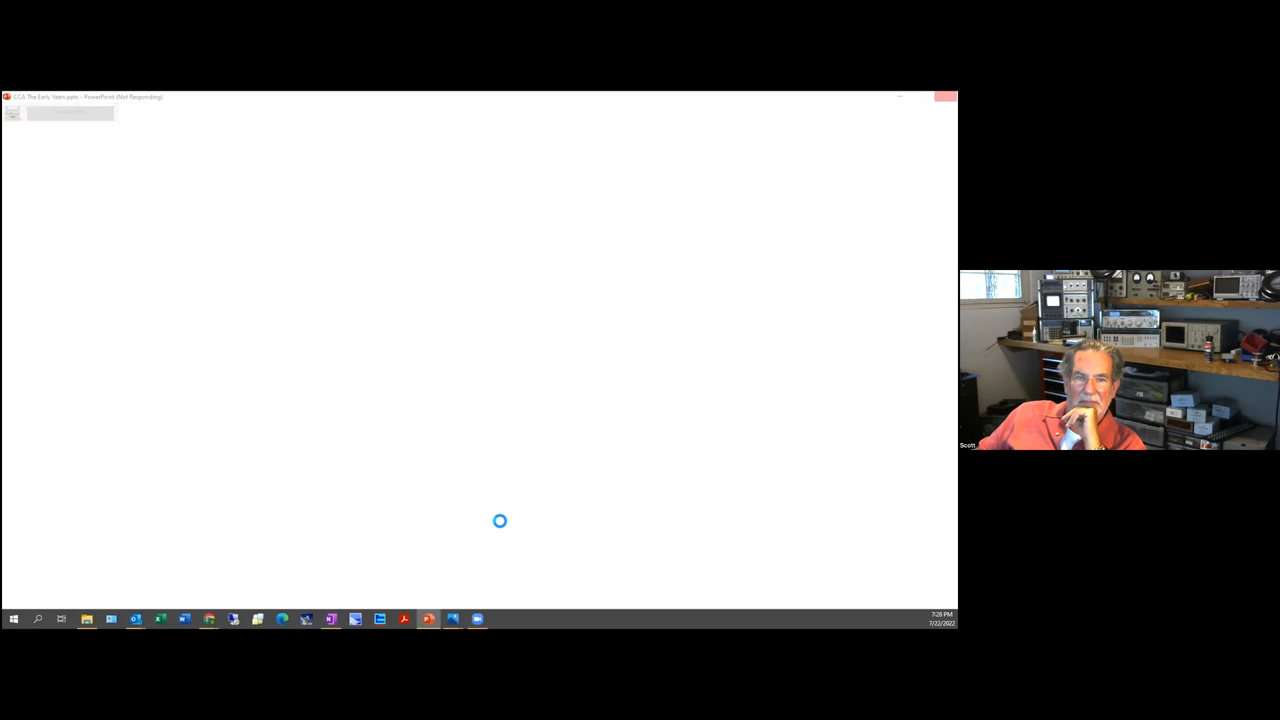 CCA The Early Years.pptx - PowerPoint (Not Responding)
Scott
7:28 PM
7/22/2022